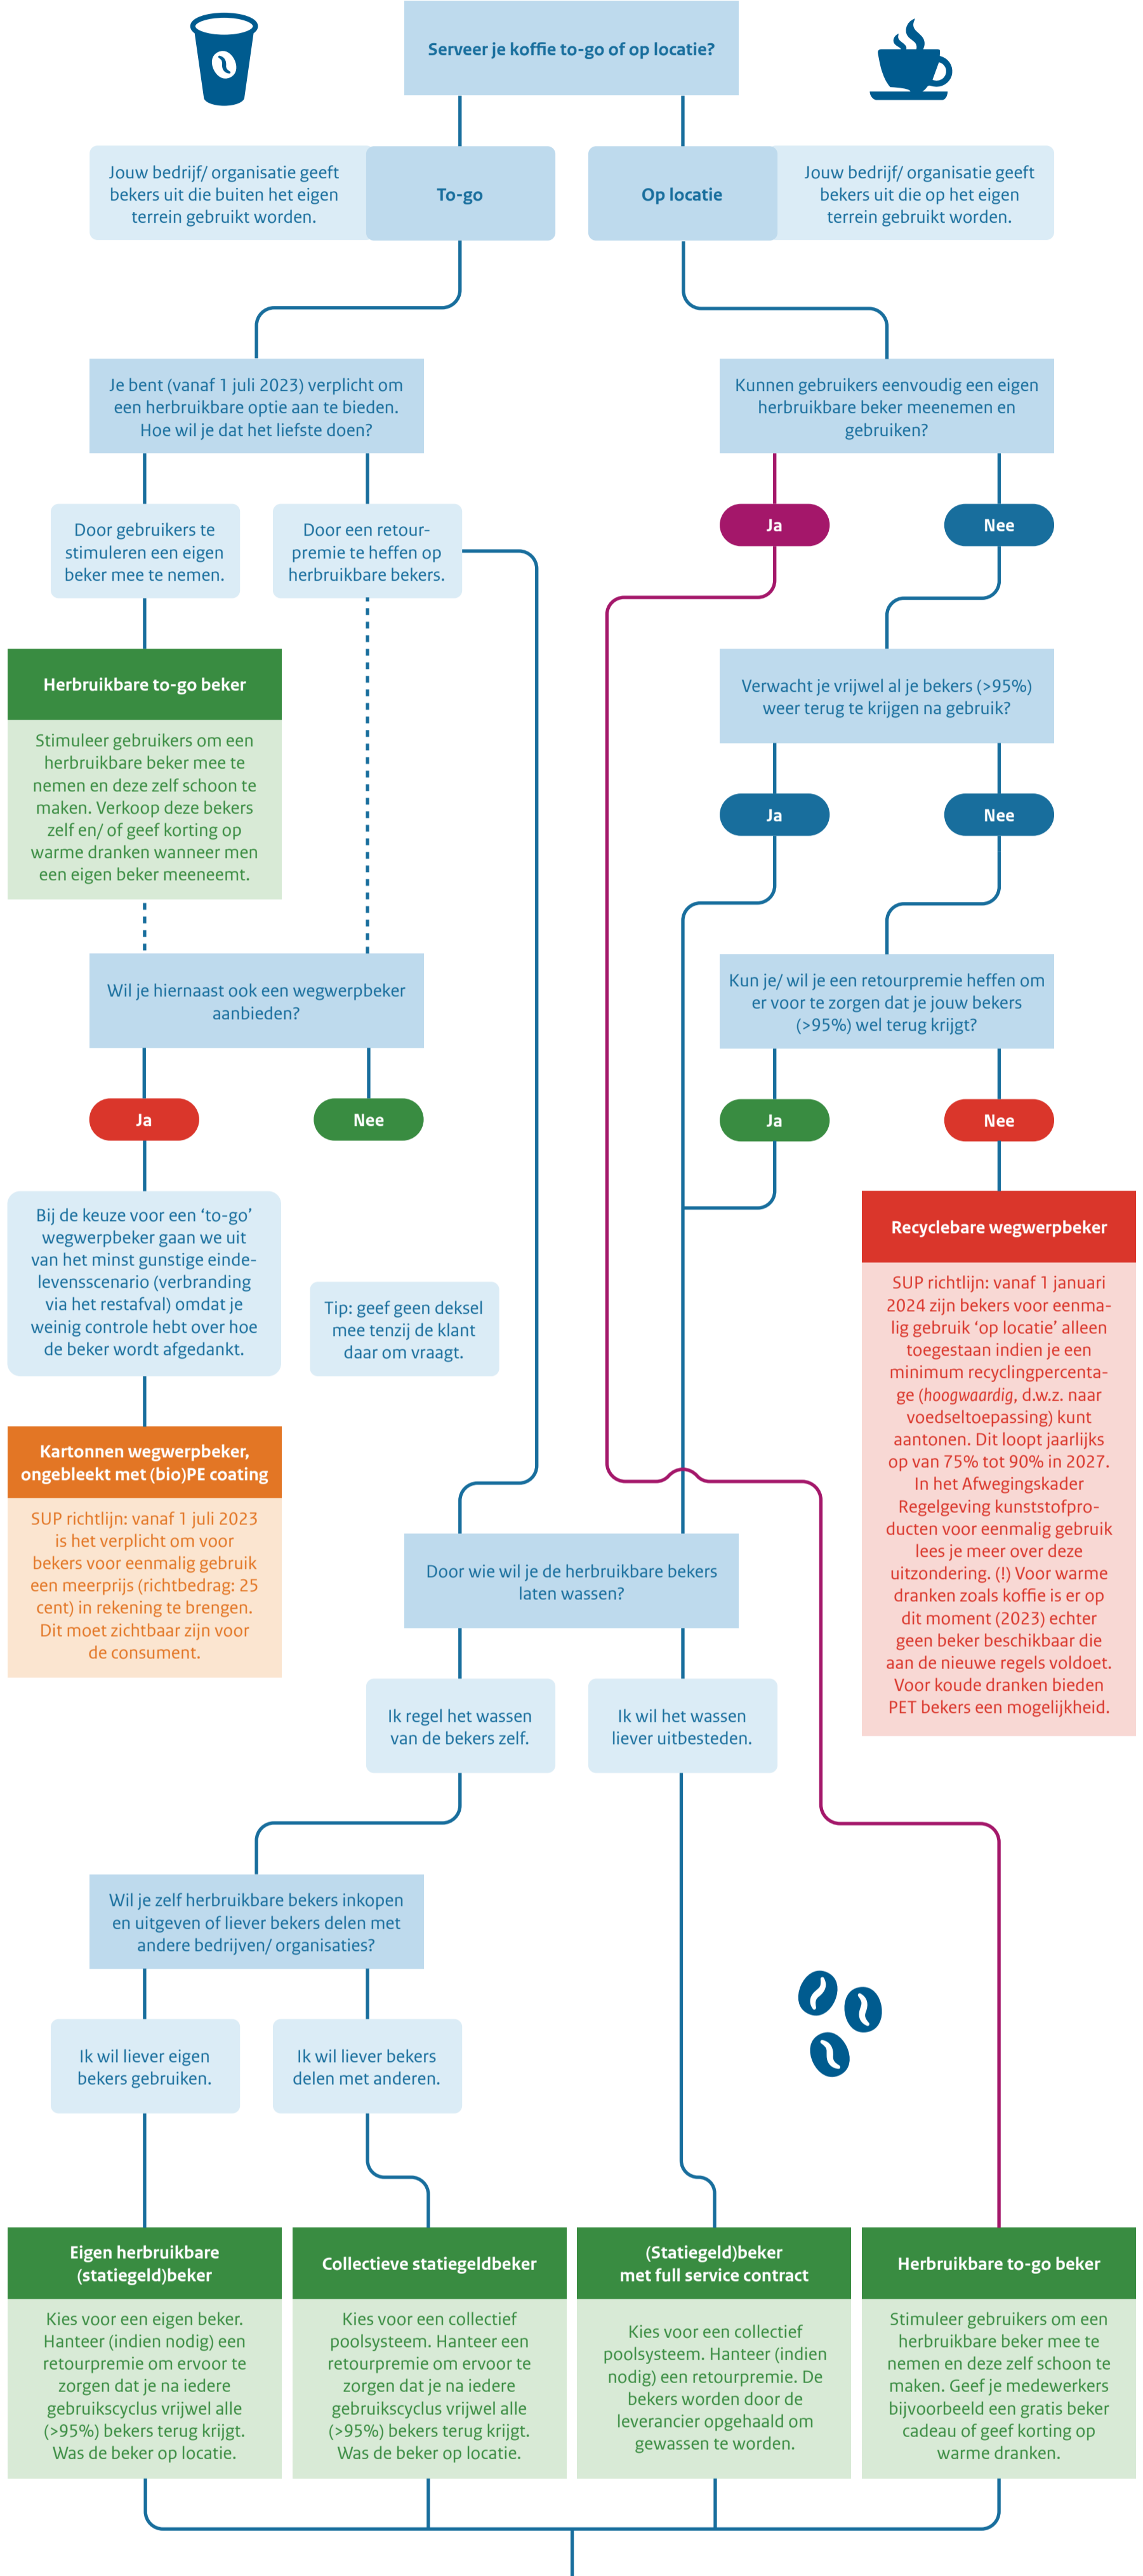 Serveer je koffie to-go of op locatie?
Jouw bedrijf/ organisatie geeft
bekers uit die buiten het eigen
terrein gebruikt worden.
To-go
Op locatie
Jouw bedrijf/ organisatie geeft
bekers uit die op het eigen
terrein gebruikt worden.
Je bent (vanaf 1 juli 2023) verplicht om
een herbruikbare optie aan te bieden.
Hoe wil je dat het liefste doen?
Kunnen gebruikers eenvoudig een eigen
herbruikbare beker meenemen en
gebruiken?
Door gebruikers te
stimuleren een eigen
beker mee te nemen.
Door een retour-
premie te heffen op
herbruikbare bekers.
Ja
Nee
Herbruikbare to-go beker
Stimuleer gebruikers om een
herbruikbare beker mee te
nemen en deze zelf schoon te
maken. Verkoop deze bekers
zelf en/ of geef korting op
warme dranken wanneer men
een eigen beker meeneemt.
Verwacht je vrijwel al je bekers (>95%)
weer terug te krijgen na gebruik?
Ja
Nee
Wil je hiernaast ook een wegwerpbeker
aanbieden?
Kun je/ wil je een retourpremie heffen om
er voor te zorgen dat je jouw bekers
(>95%) wel terug krijgt?
Ja
Nee
Ja
Nee
Bij de keuze voor een ‘to-go’
wegwerpbeker gaan we uit
van het minst gunstige einde-
levensscenario (verbranding
via het restafval) omdat je
weinig controle hebt over hoe
de beker wordt afgedankt.
Tip: geef geen deksel
mee tenzij de klant
daar om vraagt.
Recyclebare wegwerpbeker
SUP richtlijn: vanaf 1 januari
2024 zijn bekers voor eenma-
lig gebruik ‘op locatie’ alleen
toegestaan indien je een
minimum recyclingpercenta-
ge (hoogwaardig, d.w.z. naar
voedseltoepassing) kunt
aantonen. Dit loopt jaarlijks
op van 75% tot 90% in 2027.
In het Afwegingskader
Regelgeving kunststofpro-
ducten voor eenmalig gebruik
lees je meer over deze
uitzondering. (!) Voor warme
dranken zoals koffie is er op
dit moment (2023) echter
geen beker beschikbaar die
aan de nieuwe regels voldoet.
Voor koude dranken bieden
PET bekers een mogelijkheid.
Kartonnen wegwerpbeker,
ongebleekt met (bio)PE coating
SUP richtlijn: vanaf 1 juli 2023
is het verplicht om voor
bekers voor eenmalig gebruik
een meerprijs (richtbedrag: 25
cent) in rekening te brengen.
Dit moet zichtbaar zijn voor
de consument.
Door wie wil je de herbruikbare bekers
laten wassen?
Ik regel het wassen
van de bekers zelf.
Ik wil het wassen
liever uitbesteden.
Wil je zelf herbruikbare bekers inkopen
en uitgeven of liever bekers delen met
andere bedrijven/ organisaties?
Ik wil liever eigen
bekers gebruiken.
Ik wil liever bekers
delen met anderen.
Eigen herbruikbare
(statiegeld)beker
Kies voor een eigen beker.
Hanteer (indien nodig) een
retourpremie om ervoor te
zorgen dat je na iedere
gebruikscyclus vrijwel alle
(>95%) bekers terug krijgt.
Was de beker op locatie.
Collectieve statiegeldbeker
Kies voor een collectief
poolsysteem. Hanteer een
retourpremie om ervoor te
zorgen dat je na iedere
gebruikscyclus vrijwel alle
(>95%) bekers terug krijgt.
Was de beker op locatie.
(Statiegeld)beker
met full service contract
Kies voor een collectief
poolsysteem. Hanteer (indien
nodig) een retourpremie. De
bekers worden door de
leverancier opgehaald om
gewassen te worden.
Herbruikbare to-go beker
Stimuleer gebruikers om een
herbruikbare beker mee te
nemen en deze zelf schoon te
maken. Geef je medewerkers
bijvoorbeeld een gratis beker
cadeau of geef korting op
warme dranken.